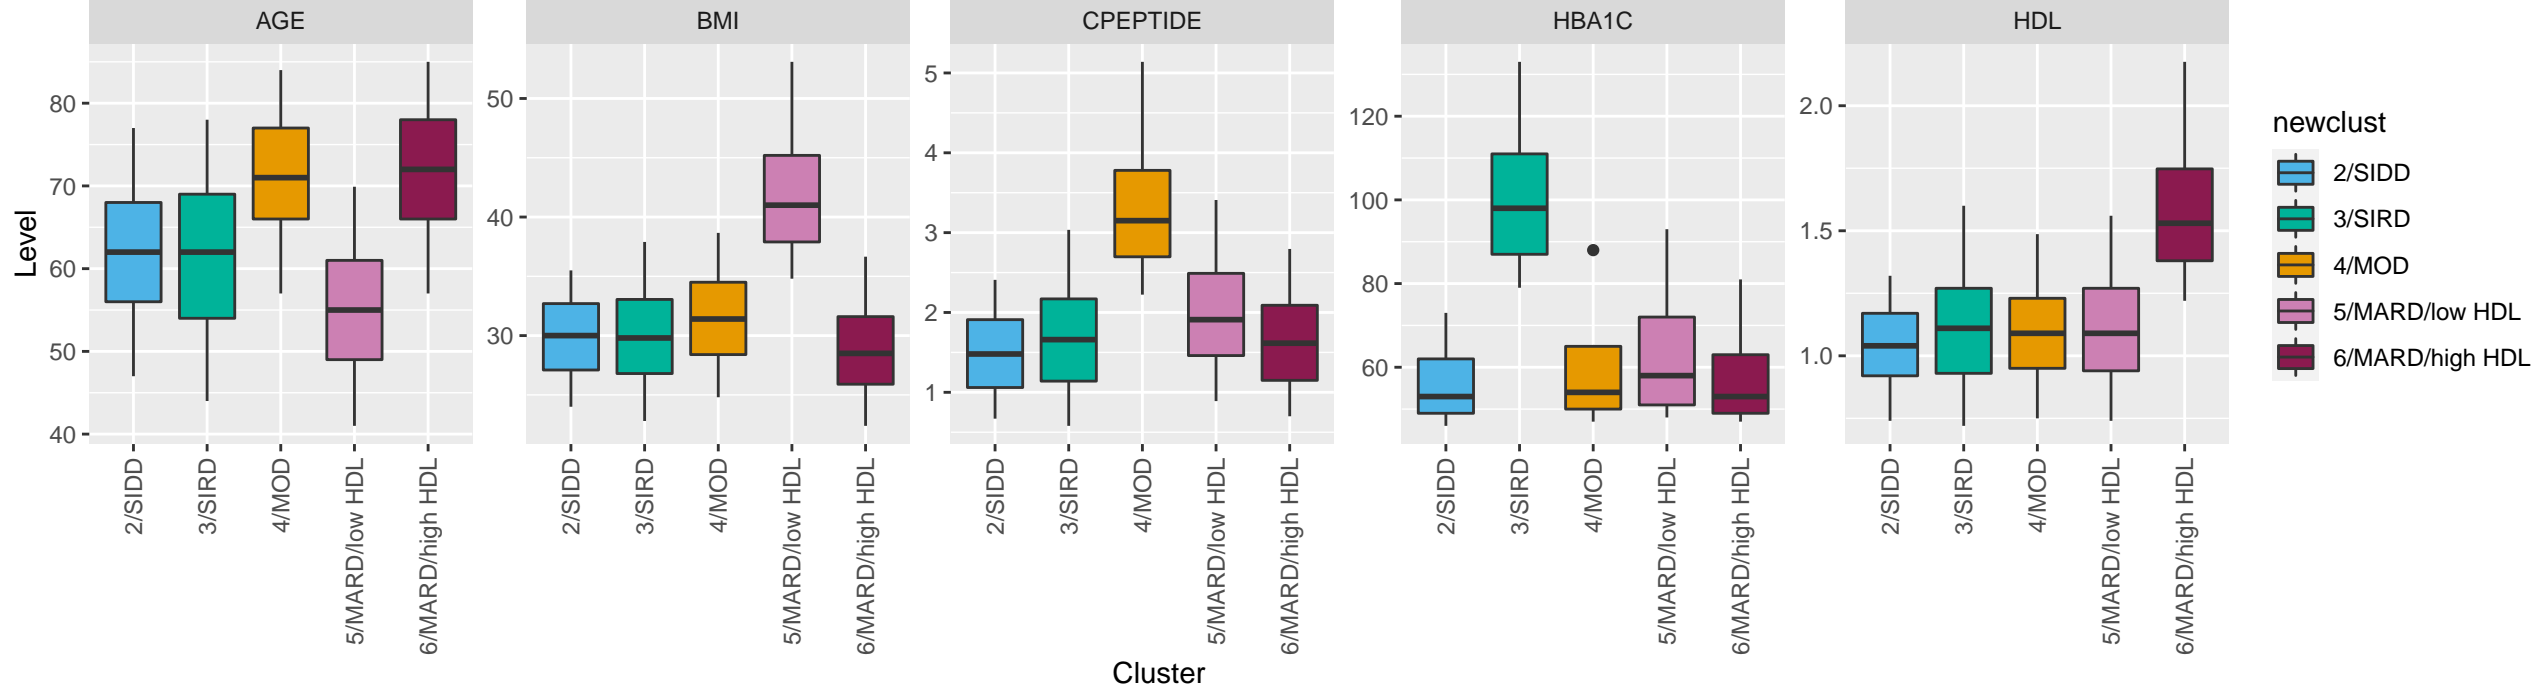 AGE
BMI
CPEPTIDE
HBA1C
HDL
Level
80
70
60
50
40
50
40
30
5
4
3
2
1
120
100
80
60
2.0
1.5
1.0
2/SIDD
3/SIRD
4/MOD
5/MARD/low HDL
6/MARD/high HDL
2/SIDD
3/SIRD
4/MOD
5/MARD/low HDL
6/MARD/high HDL
2/SIDD
3/SIRD
4/MOD
5/MARD/low HDL
6/MARD/high HDL
2/SIDD
3/SIRD
4/MOD
5/MARD/low HDL
6/MARD/high HDL
2/SIDD
3/SIRD
4/MOD
5/MARD/low HDL
6/MARD/high HDL
Cluster
newclust
2/SIDD
3/SIRD
4/MOD
5/MARD/low HDL
6/MARD/high HDL